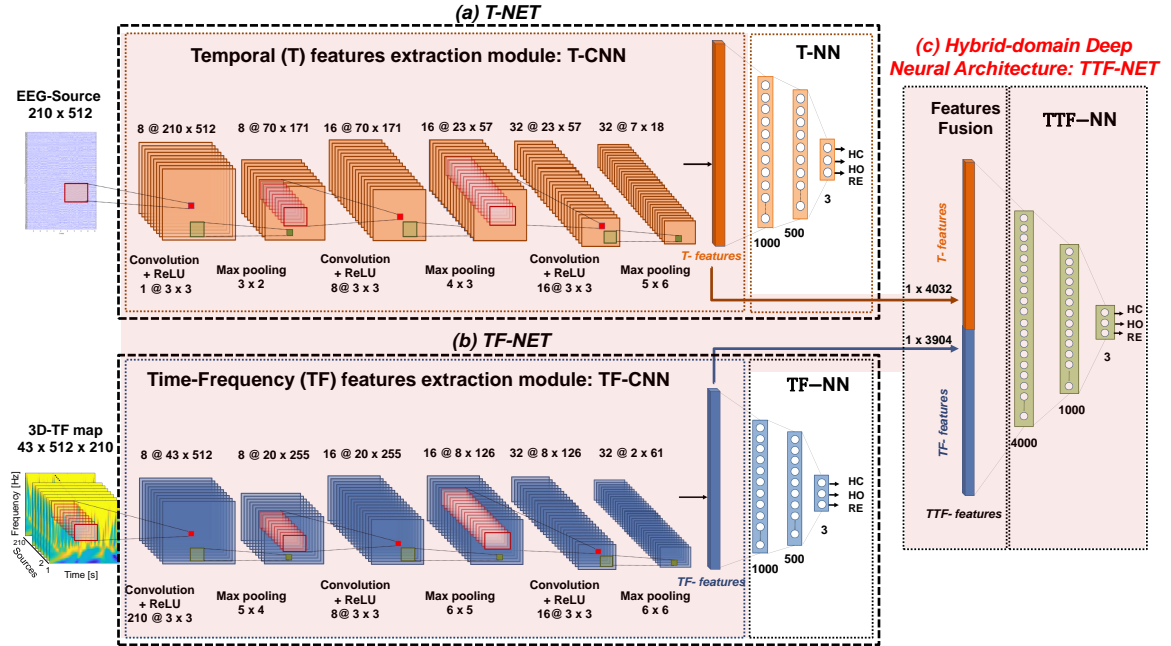 (a) T-NET
Temporal (T) features extraction module: T-CNN
T-NN
EEG-Source
210 x 512
8 @ 210 x 512
8 @ 70 x 171
16 @ 70 x 171
16 @ 23 x 57
32 @ 23 x 57
32 @ 7 x 18
HC
HO
RE
3
500
1000
T- features
Convolution
+ ReLU
1 @ 3 x 3
Max pooling
3 x 2
Convolution
+ ReLU
8@ 3 x 3
Max pooling
4 x 3
Convolution
+ ReLU
16@ 3 x 3
Max pooling
5 x 6
(b) TF-NET
Time-Frequency (TF) features extraction module: TF-CNN
TF–NN
3D-TF map
43 x 512 x 210
Frequency [Hz]
210
Sources
2
1
Time [s]
8 @ 43 x 512
8 @ 20 x 255
16 @ 20 x 255
16 @ 8 x 126
32 @ 8 x 126
32 @ 2 x 61
HC
HO
RE
3
500
1000
TF- features
Convolution
+ ReLU
210 @ 3 x 3
Max pooling
5 x 4
Convolution
+ ReLU
8@ 3 x 3
Max pooling
6 x 5
Convolution
+ ReLU
16@ 3 x 3
Max pooling
6 x 6
(c) Hybrid-domain Deep
Neural Architecture: TTF-NET
Features
Fusion
TTF–NN
T- features
1 x 4032
1 x 3904
TF- features
TTF- features
4000
1000
3
HC
HO
RE